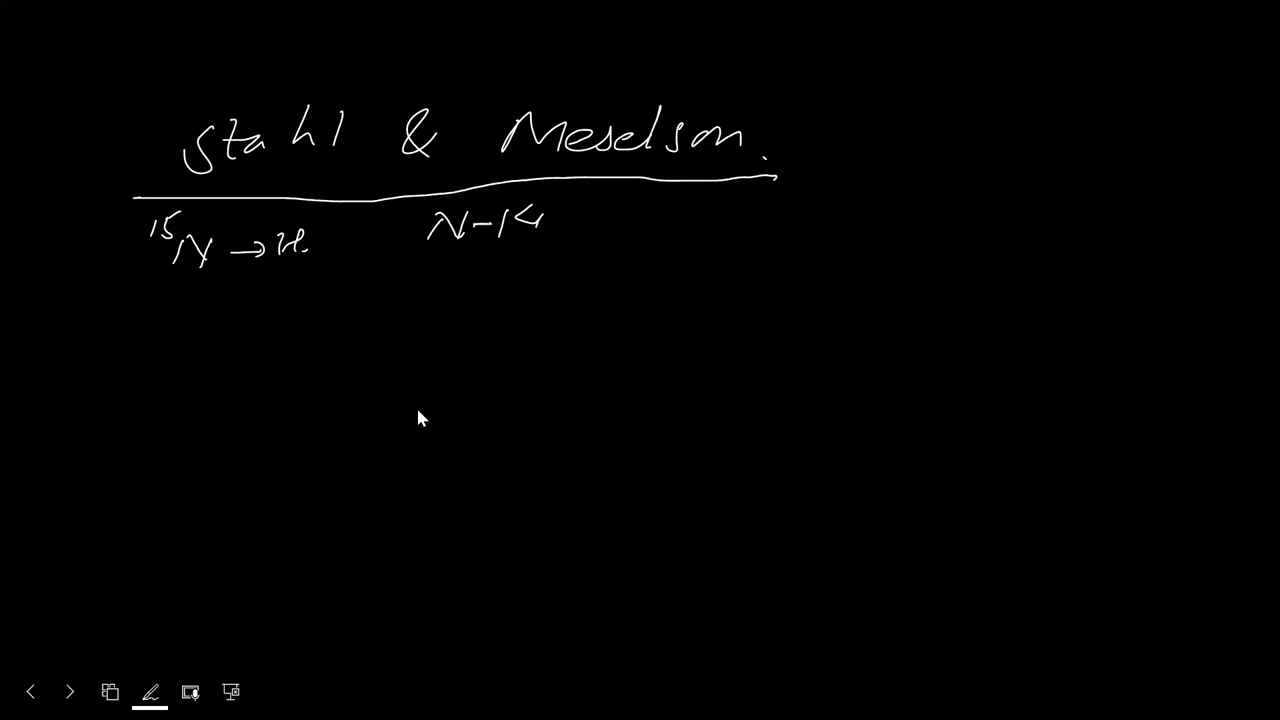 Stahl & Meselson.
¹⁵N → H. N-14